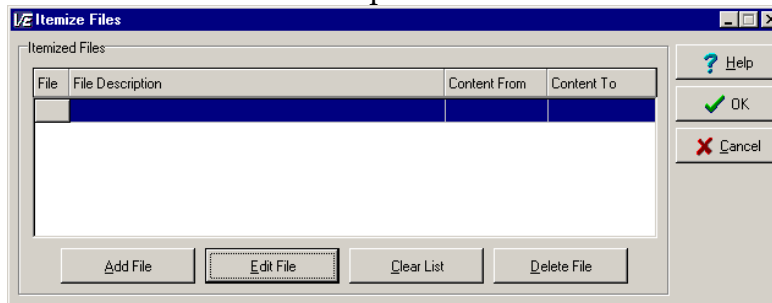 VE Itemize Files
Itemized Files
File File Description Content From Content To
Help
OK
Cancel
Add File Edit File Clear List Delete File